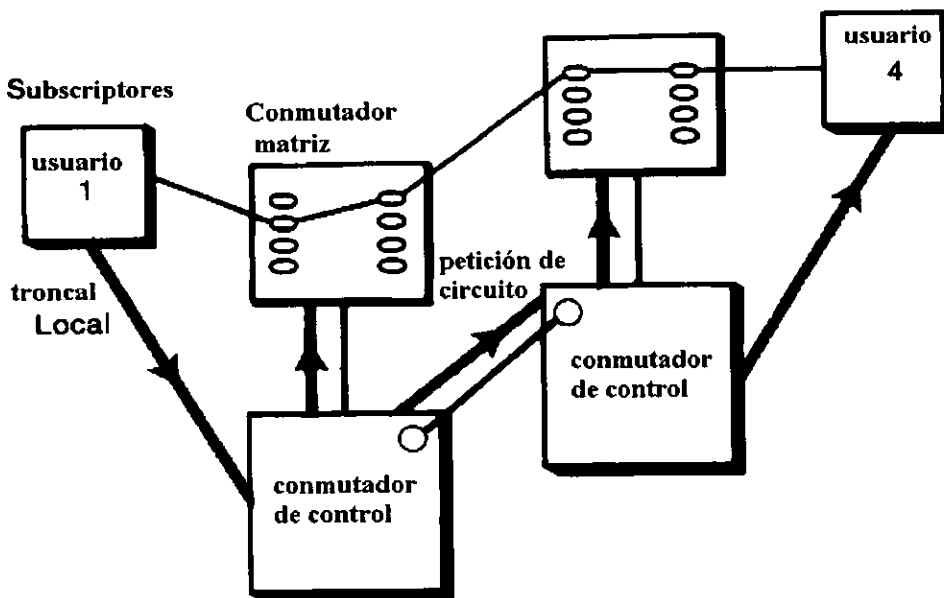 Subscriptores
usuario
1
Conmutador
matriz
usuario
4
troncal
Local
petición de
circuito
conmutador
de control
conmutador
de control